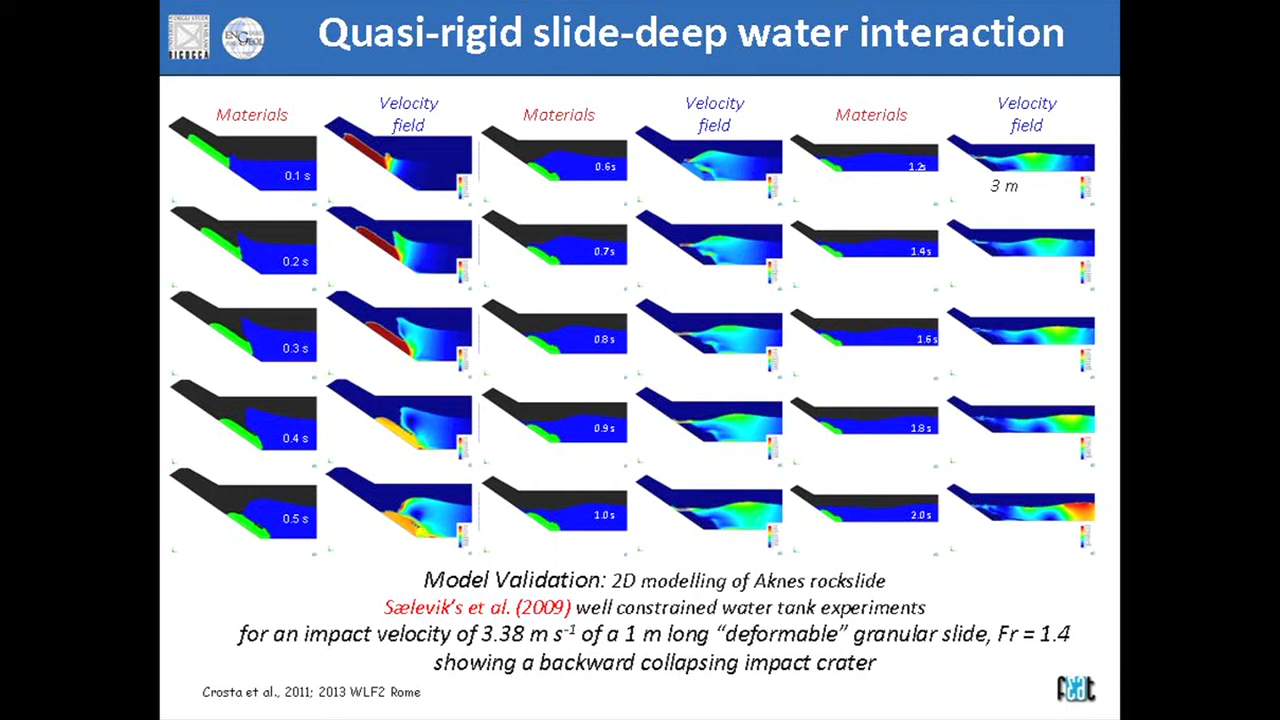 Quasi-rigid slide-deep water interaction
BICOCCA
Materials
Velocity
field
Materials
Velocity
field
Materials
Velocity
field
0.1 s
0.6s
1.2s
3 m
0.2 s
0.7s
1.4s
0.3 s
0.8s
1.6s
0.4 s
0.9s
1.8s
0.5 s
1.0s
2.0s
Model Validation: 2D modelling of Aknes rockslide
Sælevik’s et al. (2009) well constrained water tank experiments
for an impact velocity of 3.38 m s-1 of a 1 m long “deformable” granular slide, Fr = 1.4
showing a backward collapsing impact crater
Crosta et al., 2011; 2013 WLF2 Rome